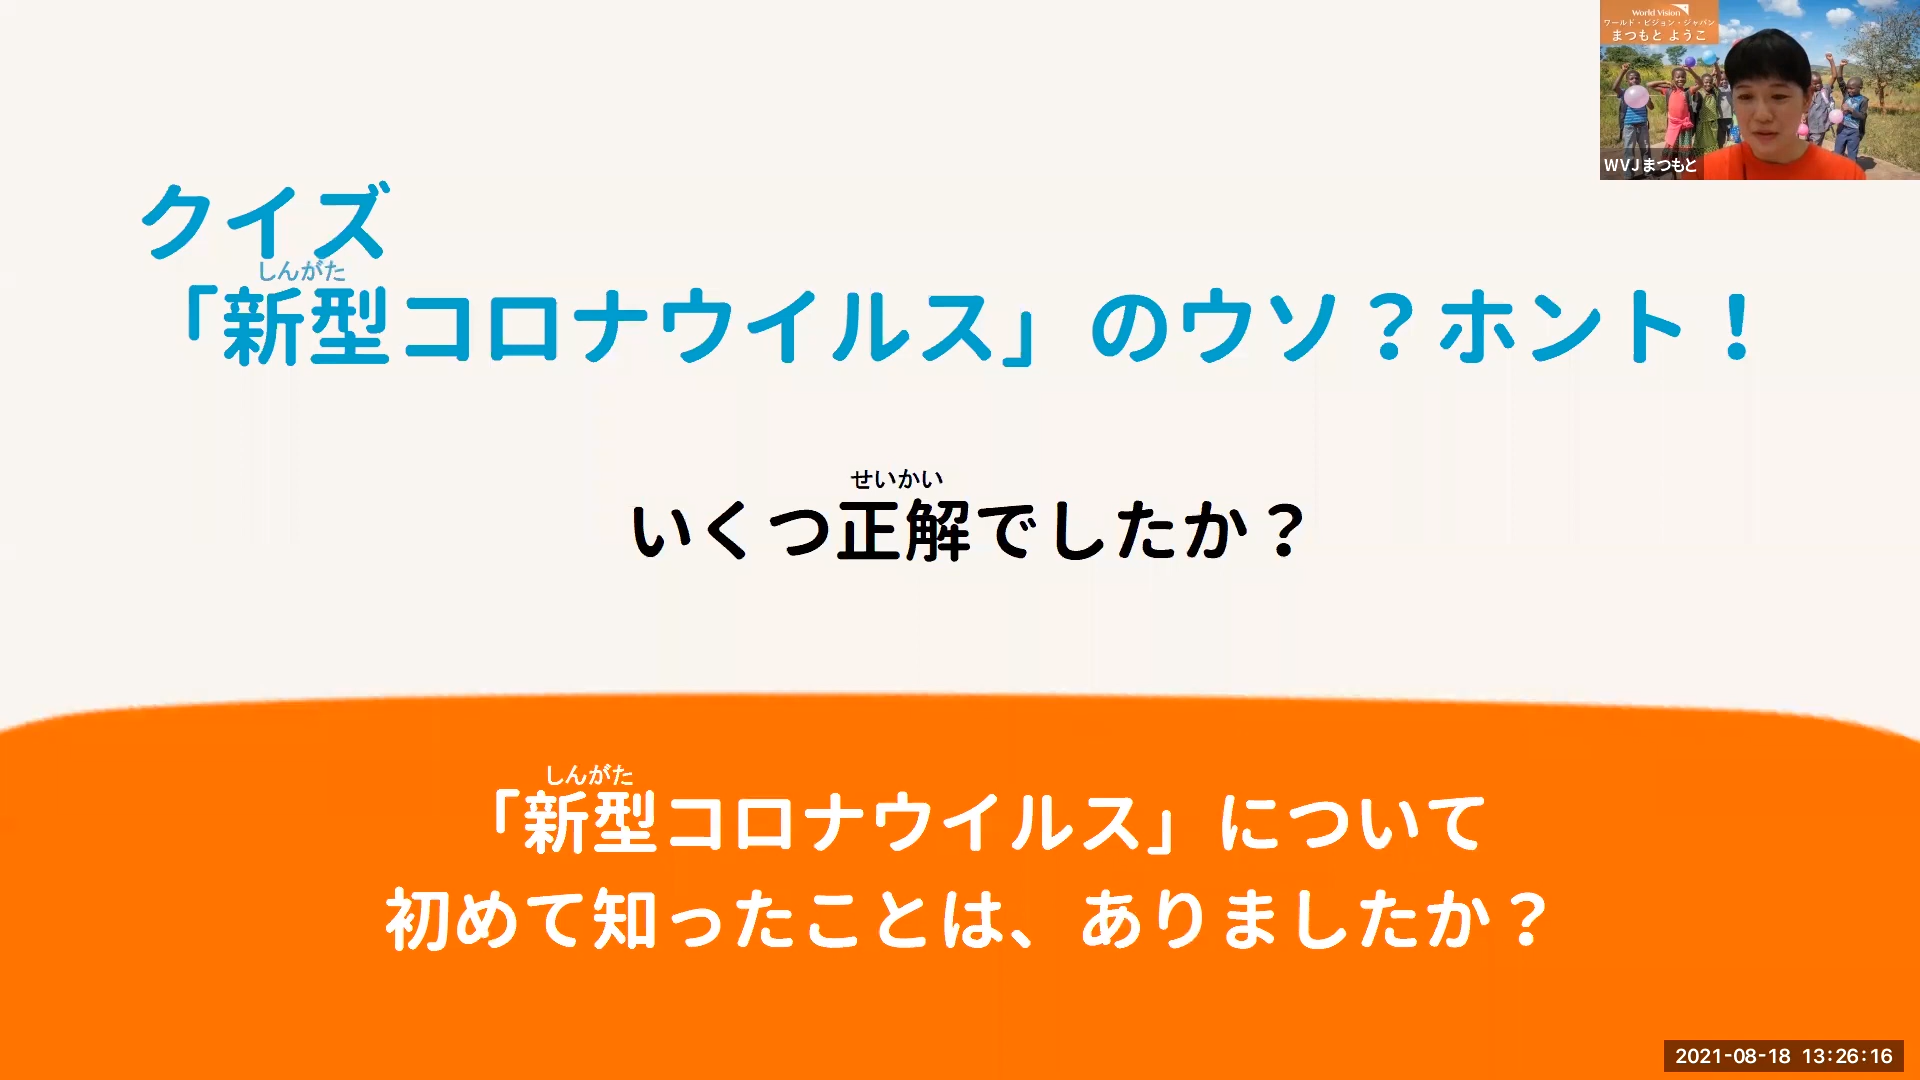 World Vision
ワールド・ビジョン・ジャパン
まつもと ようこ
WVJまつもと
クイズ
しんがた
「新型コロナウイルス」のウソ？ホント！
せいかい
いくつ正解でしたか？
しんがた
「新型コロナウイルス」について
初めて知ったことは、ありましたか？
2021-08-18 13:26:16